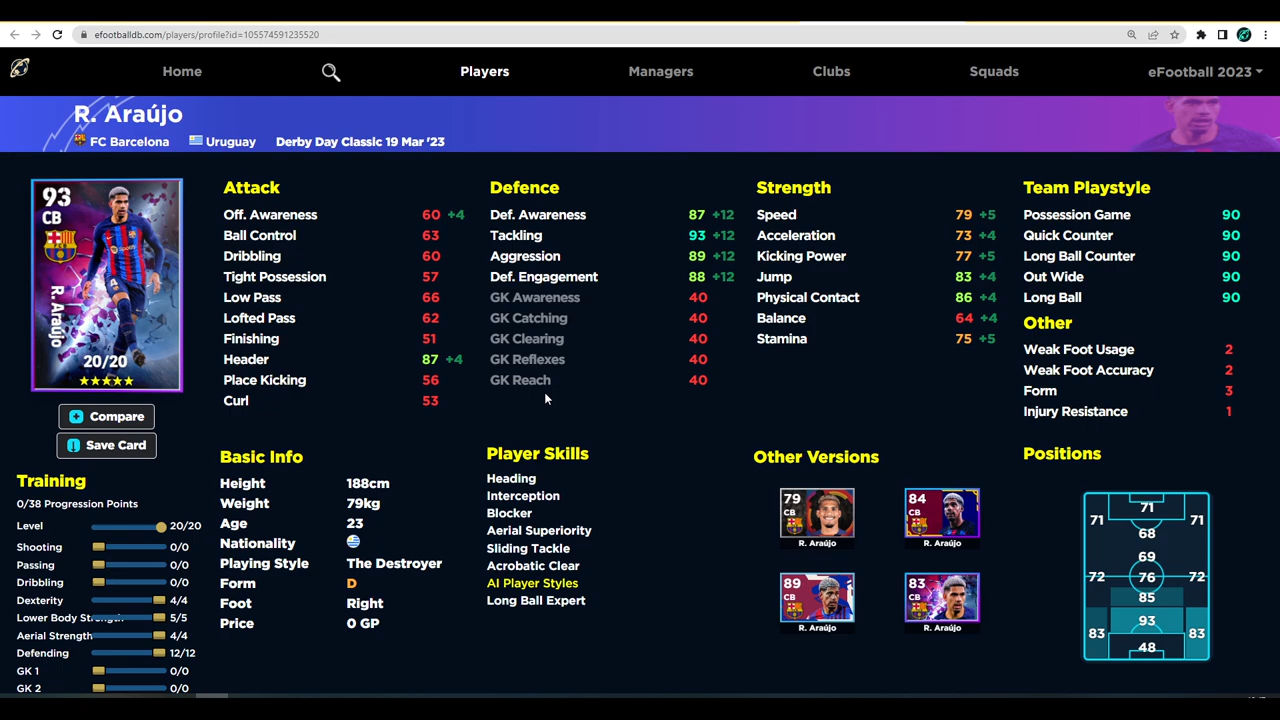 efootballdb.com/players/profile?id=105574591235520
Home
Players
Managers
Clubs
Squads
eFootball 2023
R. Araújo
FC Barcelona
Uruguay
Derby Day Classic 19 Mar '23
93
CB
R. Araújo
20/20
Compare
Save Card
Training
0/38 Progression Points
Level 20/20
Shooting 0/0
Passing 0/0
Dribbling 0/0
Dexterity 4/4
Lower Body Strength 5/5
Aerial Strength 4/4
Defending 12/12
GK 1 0/0
GK 2 0/0
Attack
Off. Awareness 60 +4
Ball Control 63
Dribbling 60
Tight Possession 57
Low Pass 66
Lofted Pass 62
Finishing 51
Header 87 +4
Place Kicking 56
Curl 53
Defence
Def. Awareness 87 +12
Tackling 93 +12
Aggression 89 +12
Def. Engagement 88 +12
GK Awareness 40
GK Catching 40
GK Clearing 40
GK Reflexes 40
GK Reach 40
Strength
Speed 79 +5
Acceleration 73 +4
Kicking Power 77 +5
Jump 83 +4
Physical Contact 86 +4
Balance 64 +4
Stamina 75 +5
Team Playstyle
Possession Game 90
Quick Counter 90
Long Ball Counter 90
Out Wide 90
Long Ball 90
Other
Weak Foot Usage 2
Weak Foot Accuracy 2
Form 3
Injury Resistance 1
Basic Info
Height 188cm
Weight 79kg
Age 23
Nationality
Playing Style The Destroyer
Form D
Foot Right
Price 0 GP
Player Skills
Heading
Interception
Blocker
Aerial Superiority
Sliding Tackle
Acrobatic Clear
AI Player Styles
Long Ball Expert
Other Versions
79
CB
R. Araújo
84
CB
R. Araújo
89
CB
R. Araújo
83
CB
R. Araújo
Positions
71
71 71
68
69
72 76 72
85
93
83 83
48